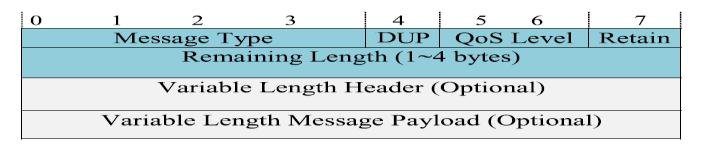 0 1 2 3 4 5 6 7
Message Type DUP QoS Level Retain
Remaining Length (1~4 bytes)
Variable Length Header (Optional)
Variable Length Message Payload (Optional)